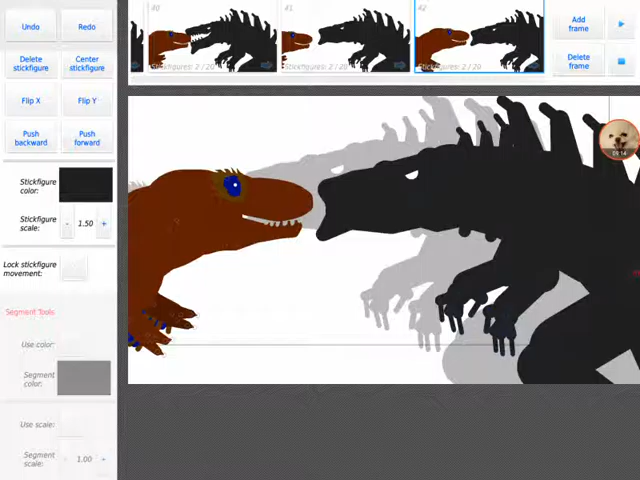 Undo
Redo
Delete
stickfigure
Center
stickfigure
Flip X
Flip Y
Push
backward
Push
forward
Stickfigure
color:
Stickfigure
scale:
-
1.50
+
Lock stickfigure
movement:
Segment Tools
Use color:
Segment
color:
Use scale:
Segment
scale:
-
1.00
+
40
Stickfigures: 2 / 20
41
Stickfigures: 2 / 20
42
Stickfigures: 2 / 20
Add
frame
Delete
frame
09:14